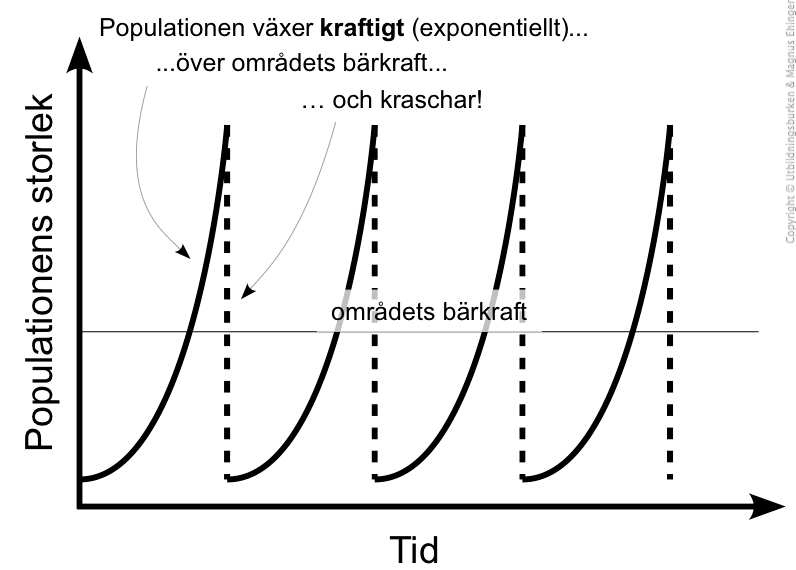 Populationen växer kraftigt (exponentiellt)...
...över områdets bärkraft...
... och kraschar!
Populationens storlek
områdets bärkraft
Tid
Copyright © Utbildningsburken & Magnus Ehinger